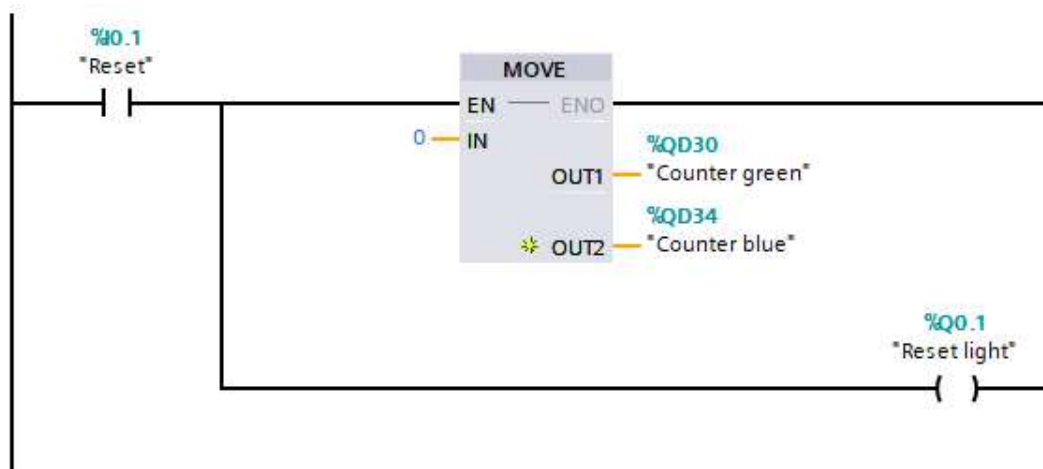 %I0.1
"Reset"
MOVE
EN ENO
0 IN
%QD30
OUT1 "Counter green"
%QD34
OUT2 "Counter blue"
%Q0.1
"Reset light"